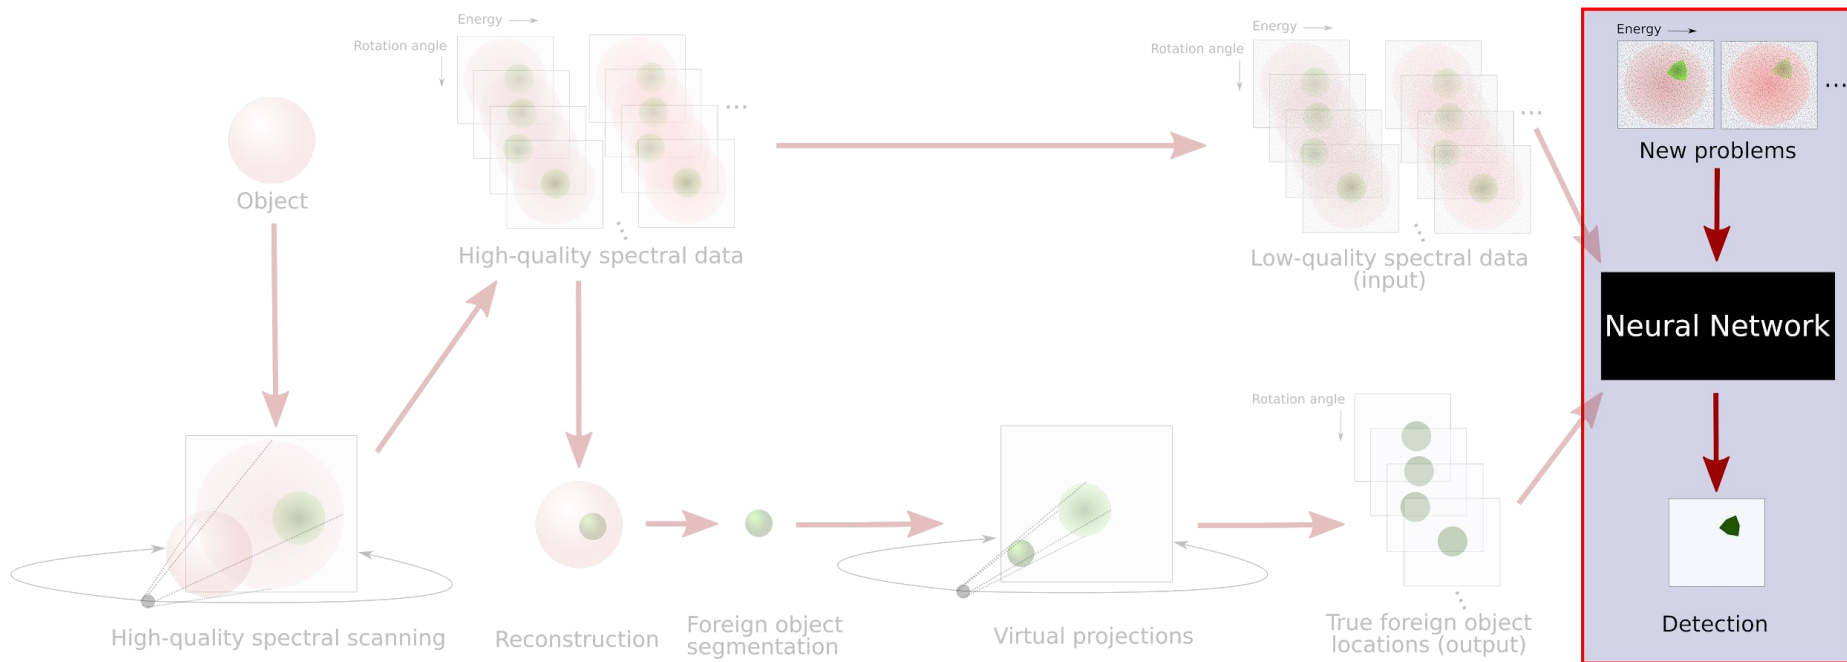 Energy
Rotation angle
...
Object
High-quality spectral data
Energy
Rotation angle
...
Low-quality spectral data
(input)
Energy
...
New problems
Neural Network
Rotation angle
High-quality spectral scanning
Reconstruction
Foreign object
segmentation
Virtual projections
True foreign object
locations (output)
Detection